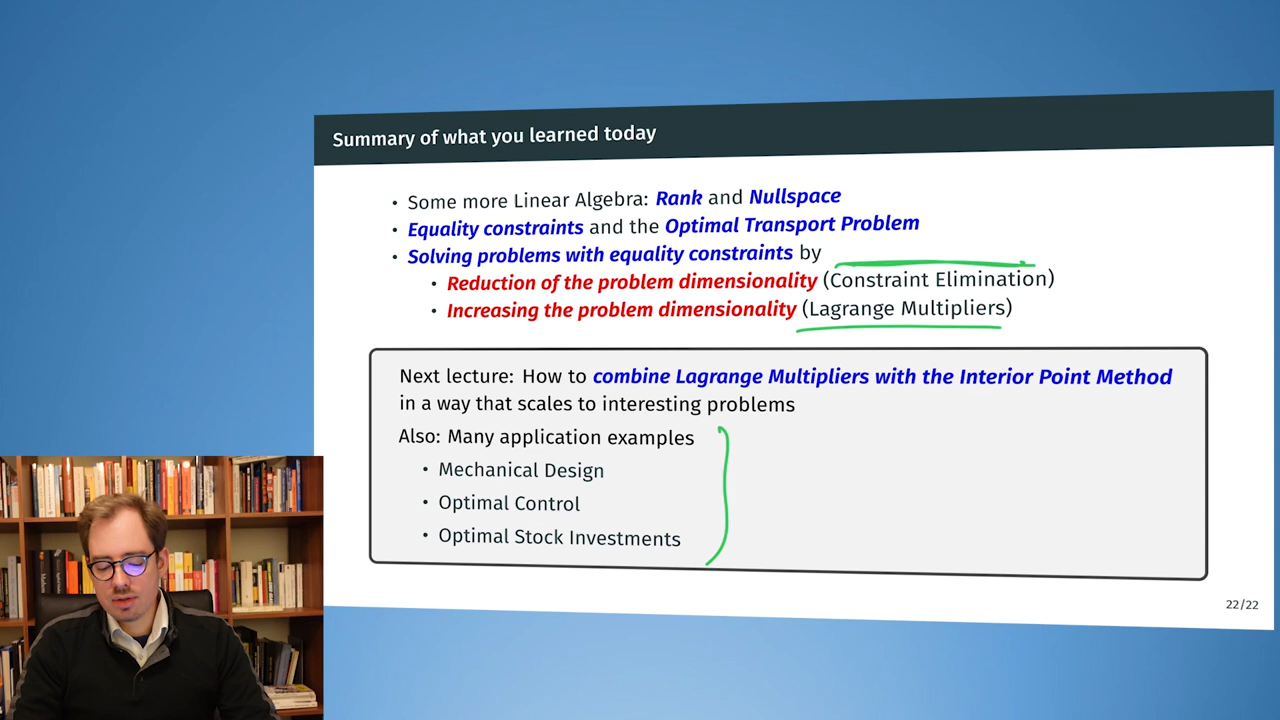 Summary of what you learned today
• Some more Linear Algebra: Rank and Nullspace
• Equality constraints and the Optimal Transport Problem
• Solving problems with equality constraints by
• Reduction of the problem dimensionality (Constraint Elimination)
• Increasing the problem dimensionality (Lagrange Multipliers)
Next lecture: How to combine Lagrange Multipliers with the Interior Point Method
in a way that scales to interesting problems
Also: Many application examples
• Mechanical Design
• Optimal Control
• Optimal Stock Investments
22/22